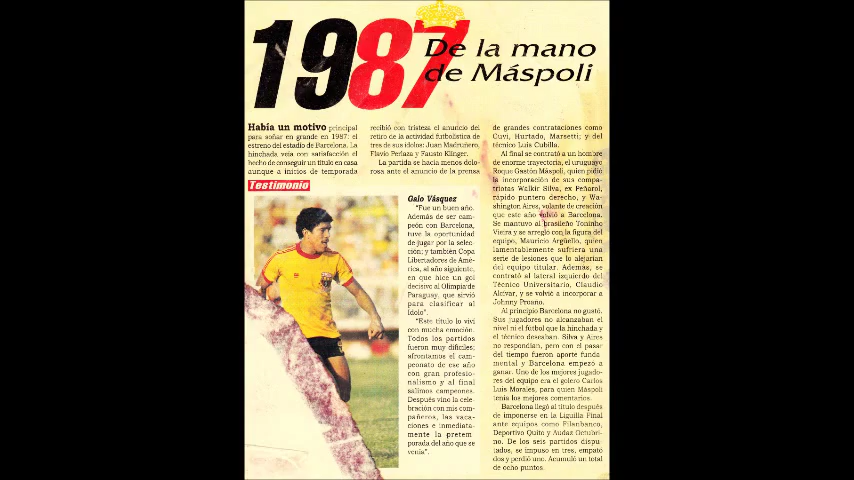 1987
De la mano
de Máspoli
Había un motivo principal
para soñar en grande en 1987: el
estreno del estadio de Barcelona. La
hinchada veía con satisfacción el
hecho de conseguir un título en casa
aunque a inicios de temporada
recibió con tristeza el anuncio del
retiro de la actividad futbolística de
tres de sus ídolos: Juan Madruñero,
Flavio Perlaza y Fausto Klinger.
La partida se hacía menos dolo-
rosa ante el anuncio de la prensa
de grandes contrataciones como
Cuvi, Hurtado, Marsetti; y del
técnico Luis Cubilla.
Al final se contrató a un hombre
de enorme trayectoria, el uruguayo
Roque Gastón Máspoli, quien pidió
la incorporación de sus compa-
triotas Walkir Silva, ex Peñarol,
rápido puntero derecho, y Wa-
shington Aires, volante de creación
que este año volvió a Barcelona.
Se mantuvo al brasileño Toninho
Vieira y se arregló con la figura del
equipo, Mauricio Argüello, quien
lamentablemente sufriera una
serie de lesiones que lo alejarían
del equipo titular. Además, se
contrató al lateral izquierdo del
Técnico Universitario, Claudio
Alcívar, y se volvió a incorporar a
Johnny Proaño.
Al principio Barcelona no gustó.
Sus jugadores no alcanzaban el
nivel ni el fútbol que la hinchada y
el técnico deseaban. Silva y Aires
no respondían, pero con el pasar
del tiempo fueron aporte funda-
mental y Barcelona empezó a
ganar. Uno de los mejores jugado-
res del equipo era el golero Carlos
Luis Morales, para quien Máspoli
tenía los mejores comentarios.
Barcelona llegó al título después
de imponerse en la Liguilla Final
ante equipos como Filanbanco,
Deportivo Quito y Audaz Octubri-
no. De los seis partidos dispu-
tados, se impuso en tres, empató
dos y perdió uno. Acumuló un total
de ocho puntos.
Testimonio
Galo Vásquez
"Fue un buen año.
Además de ser cam-
peón con Barcelona,
tuve la oportunidad
de jugar por la selec-
ción; y también Copa
Libertadores de Amé-
rica, al año siguiente,
en que hice un gol
decisivo al Olimpia de
Paraguay, que sirvió
para clasificar al
ídolo".
"Este título lo viví
con mucha emoción.
Todos los partidos
fueron muy difíciles:
afrontamos el cam-
peonato de ese año
con gran profesio-
nalismo y al final
salimos campeones.
Después vino la cele-
bración con mis com-
pañeros, las vaca-
ciones e inmediata-
mente la pretem-
porada del año que se
venía".